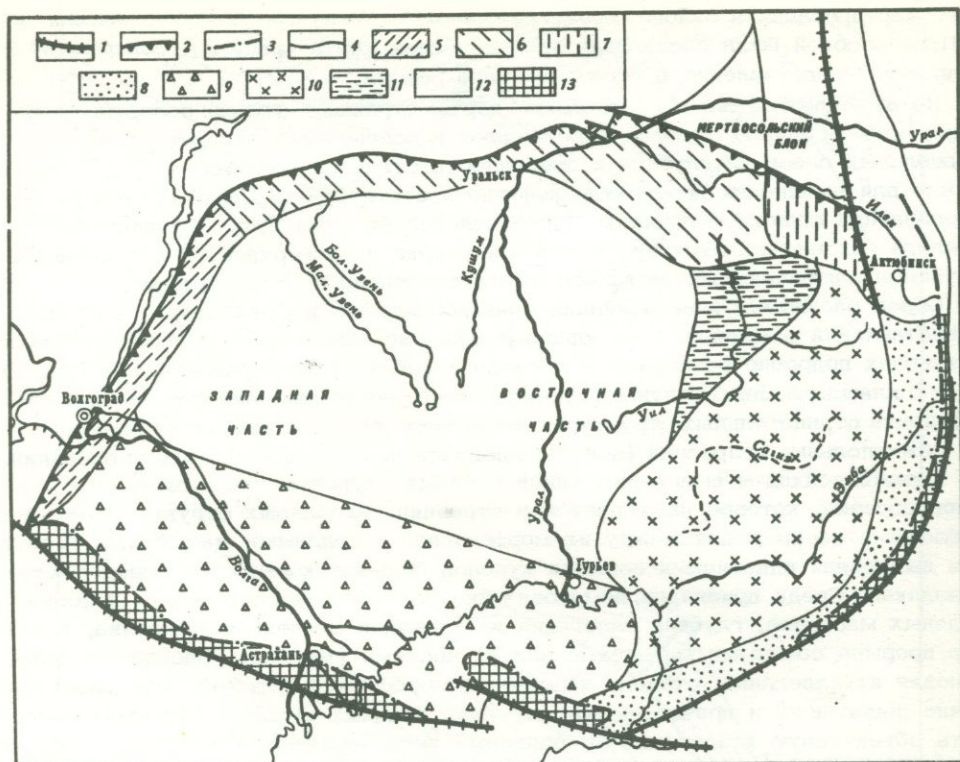 1 2 3 4 5 6 7
8 9 10 11 12 13
МЕРТВОСОЛЬСКИЙ
БЛОК
Урал
Уральск
Илек
Актюбинск
Бол. Узень
Мал. Узень
Кушум
ЗАПАДНАЯ
ЧАСТЬ
ВОСТОЧНАЯ
ЧАСТЬ
Волгоград
Уил
Сагиз
Эмба
Урал
Волга
Гурьев
Астрахань